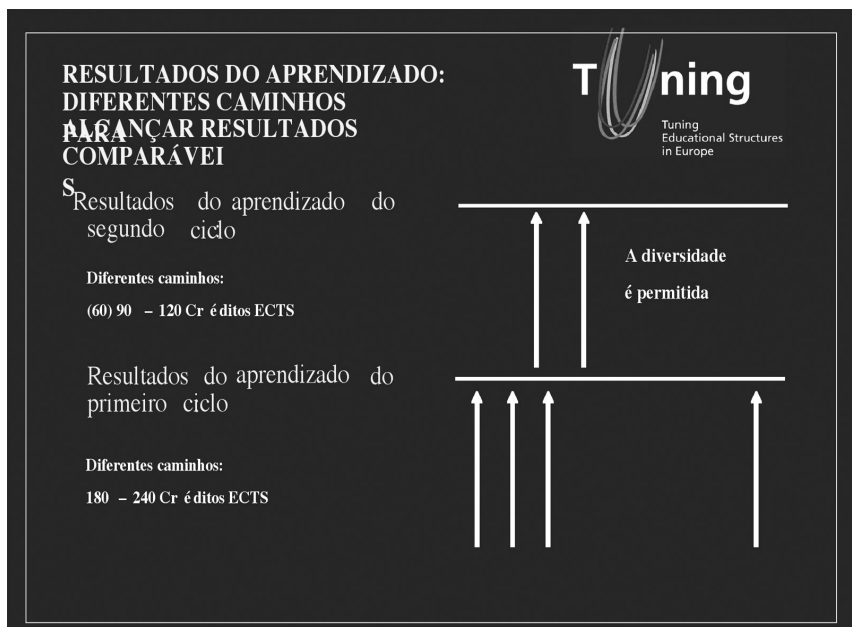 RESULTADOS DO APRENDIZADO:
DIFERENTES CAMINHOS
PARA
ALCANÇAR RESULTADOS
COMPARÁVEI
S
Tuning
Tuning
Educational Structures
in Europe
Resultados do aprendizado do
segundo ciclo
Diferentes caminhos:
(60) 90 – 120 Cr é ditos ECTS
A diversidade
é permitida
Resultados do aprendizado do
primeiro ciclo
Diferentes caminhos:
180 – 240 Cr é ditos ECTS